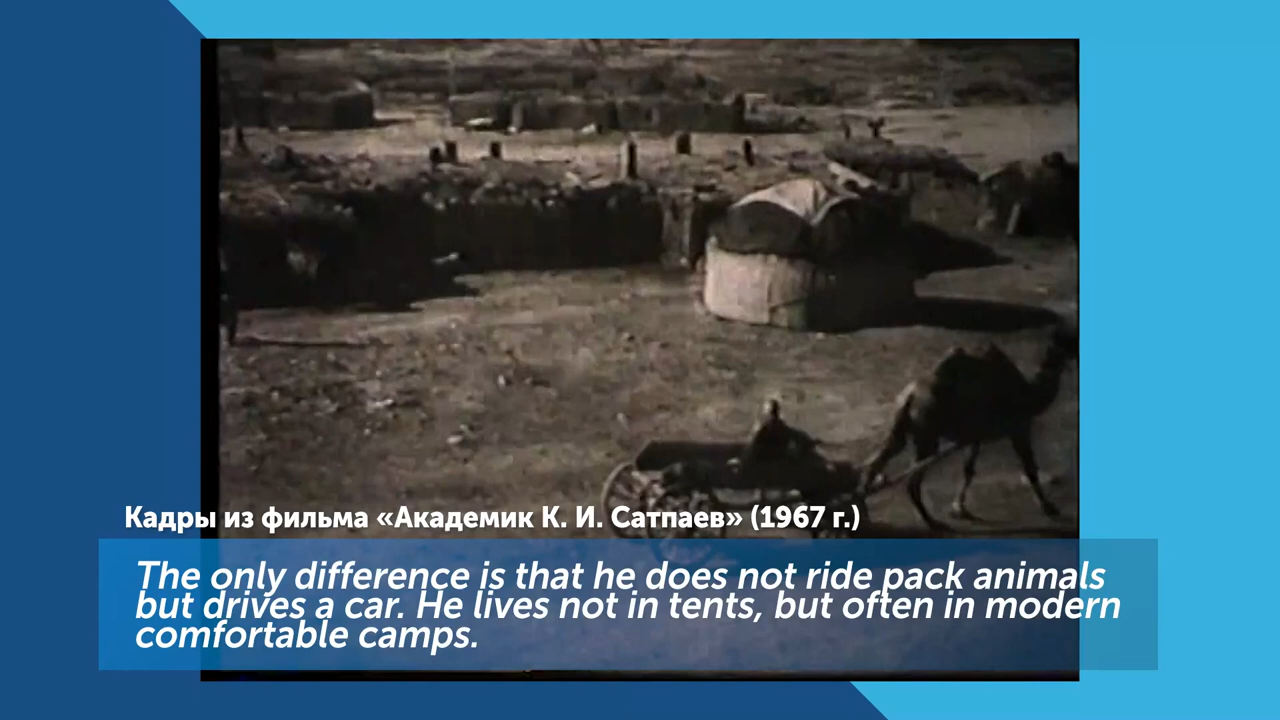 Кадры из фильма «Академик К. И. Сатпаев» (1967 г.)
The only difference is that he does not ride pack animals
but drives a car. He lives not in tents, but often in modern
comfortable camps.